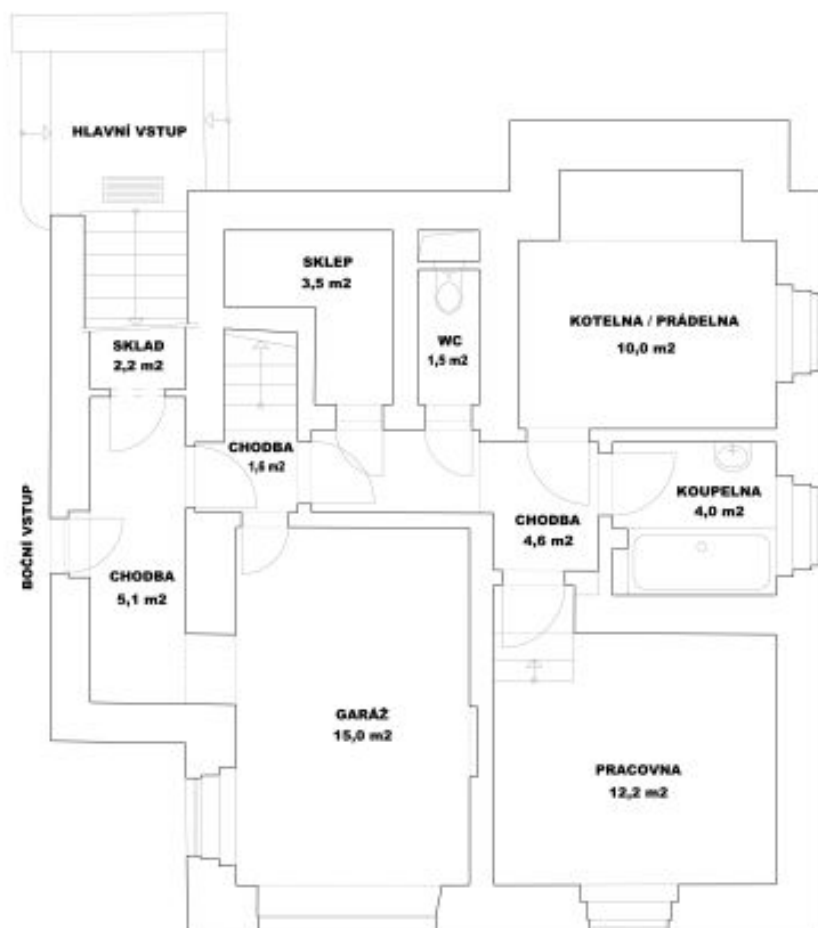 HLAVNÍ VSTUP
SKLEP
3,5 m2
SKLAD
2,2 m2
WC
1,5 m2
KOTELNA / PRÁDELNA
10,0 m2
CHODBA
1,6 m2
KOUPELNA
4,0 m2
CHODBA
4,6 m2
BOČNÍ VSTUP
CHODBA
5,1 m2
GARÁŽ
15,0 m2
PRACOVNA
12,2 m2